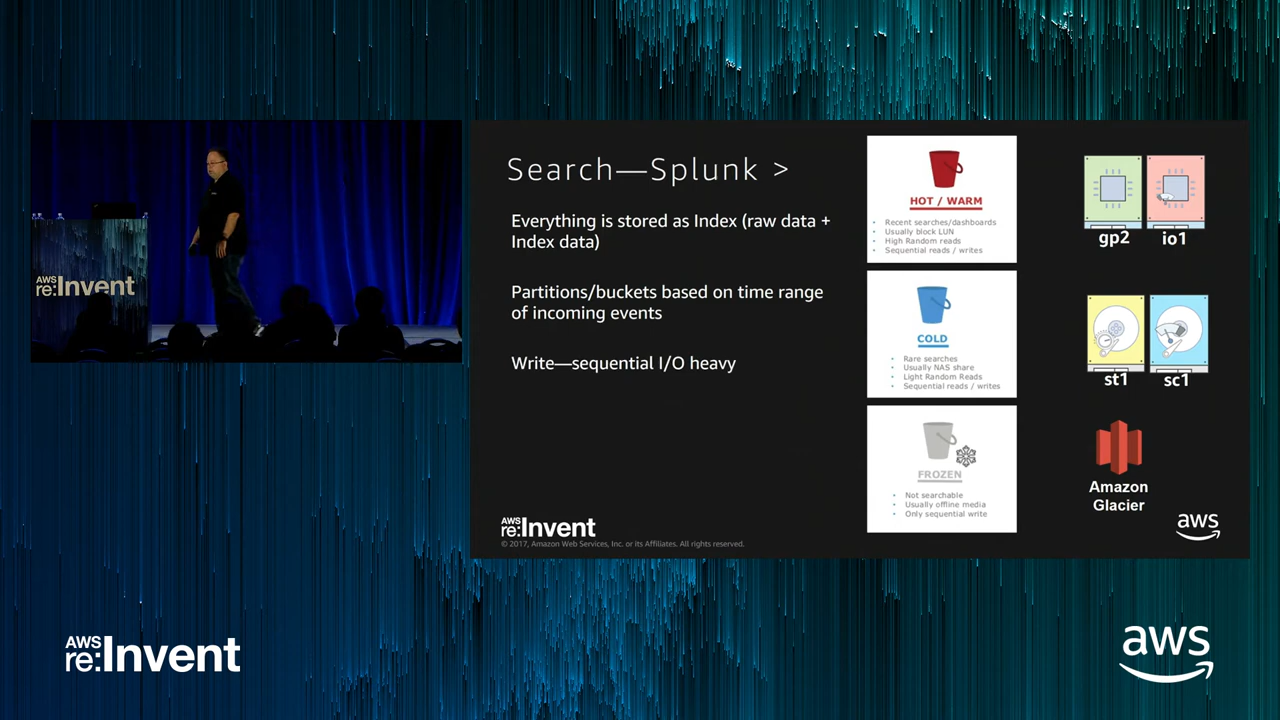 AWS
re:Invent
Search—Splunk >
Everything is stored as Index (raw data +
Index data)
Partitions/buckets based on time range
of incoming events
Write—sequential I/O heavy
HOT / WARM
• Recent searches/dashboards
• Usually block LUN
• High Random reads
• Sequential reads / writes
COLD
• Rare searches
• Usually NAS share
• Light Random Reads
• Sequential reads / writes
FROZEN
• Not searchable
• Usually offline media
• Only sequential write
gp2 io1
st1 sc1
Amazon
Glacier
AWS
re:Invent
© 2017, Amazon Web Services, Inc. or its Affiliates. All rights reserved.
aws
AWS
re:Invent
aws